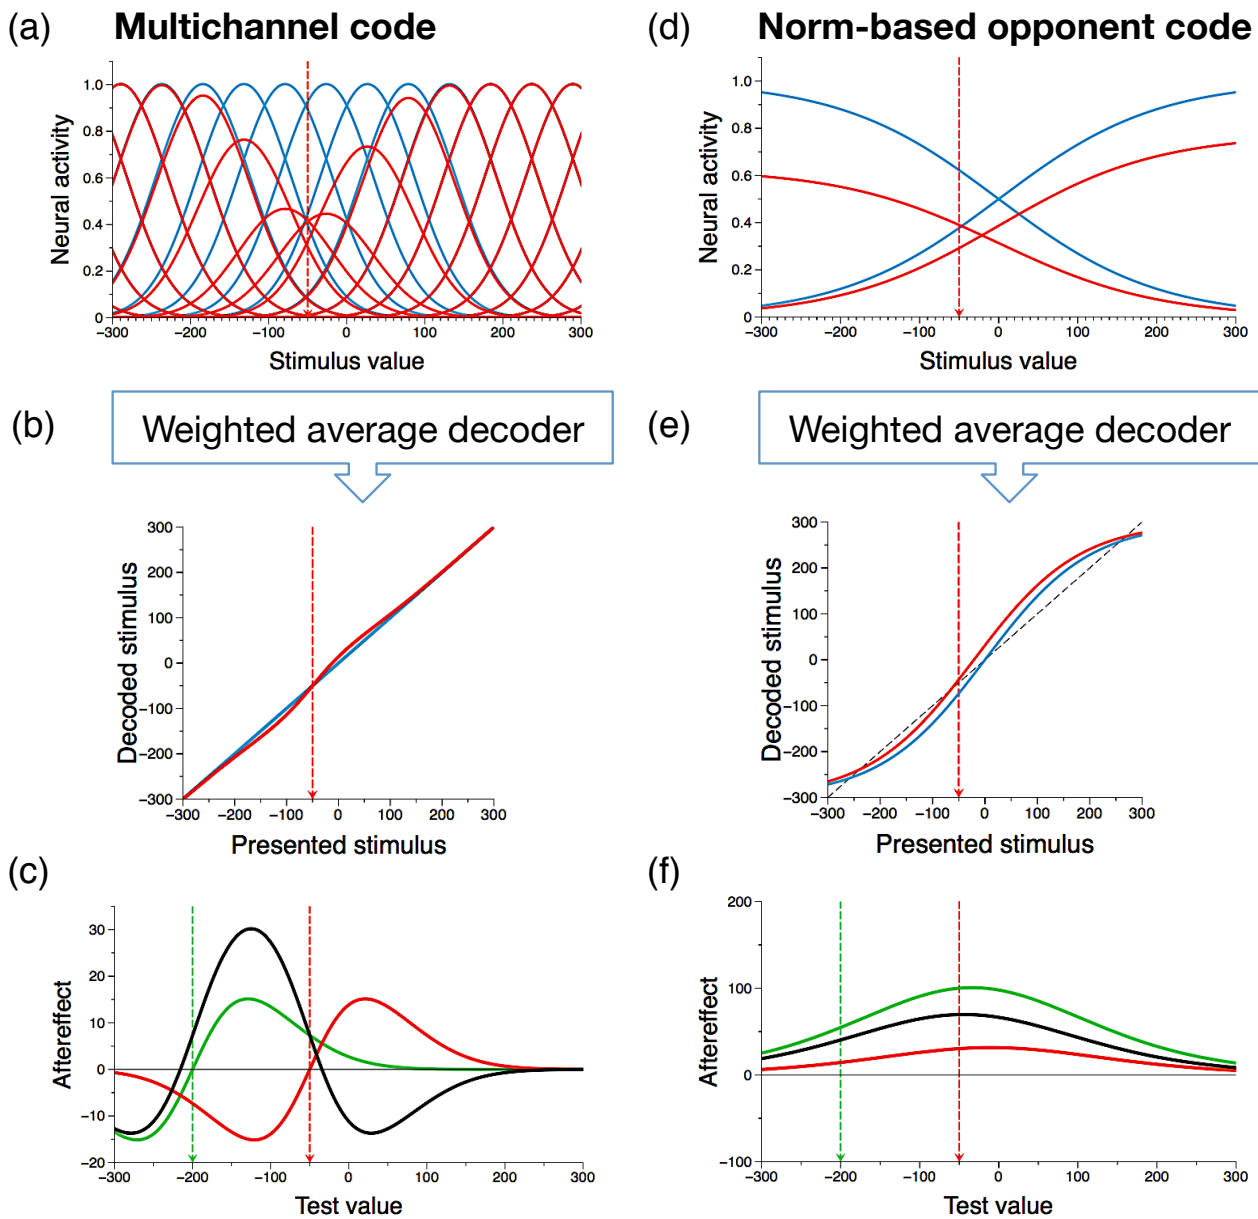 (a) Multichannel code
1.0
0.8
0.6
0.4
0.2
0
Neural activity
−300 −200 −100 0 100 200 300
Stimulus value
(b) Weighted average decoder
300
200
100
0
−100
−200
−300
Decoded stimulus
−300 −200 −100 0 100 200 300
Presented stimulus
(c)
30
20
10
0
−10
−20
Aftereffect
−300 −200 −100 0 100 200 300
Test value
(d) Norm-based opponent code
1.0
0.8
0.6
0.4
0.2
0
Neural activity
−300 −200 −100 0 100 200 300
Stimulus value
(e) Weighted average decoder
300
200
100
0
−100
−200
−300
Decoded stimulus
−300 −200 −100 0 100 200 300
Presented stimulus
(f)
200
100
0
−100
Aftereffect
−300 −200 −100 0 100 200 300
Test value